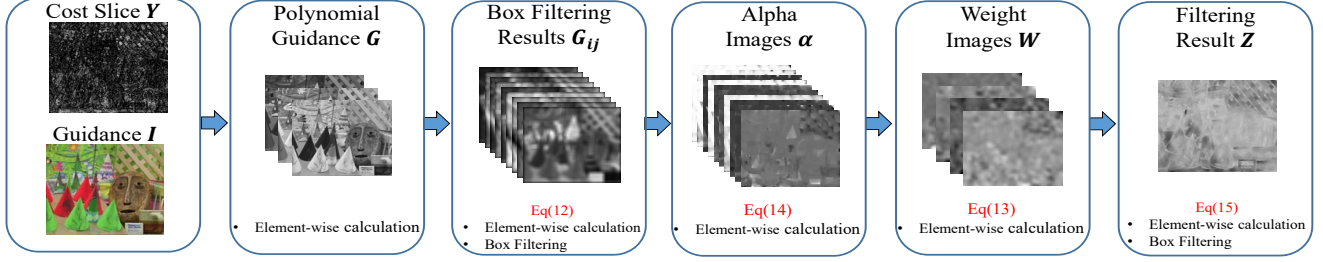 Cost Slice Y
Guidance I
Polynomial
Guidance G
• Element-wise calculation
Box Filtering
Results G_ij
Eq(12)
• Element-wise calculation
• Box Filtering
Alpha
Images α
Eq(14)
• Element-wise calculation
Weight
Images W
Eq(13)
• Element-wise calculation
Filtering
Result Z
Eq(15)
• Element-wise calculation
• Box Filtering